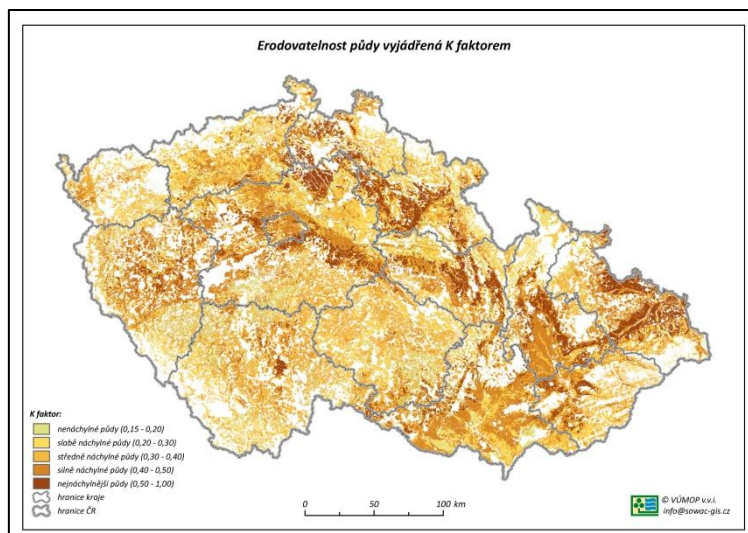 Erodovatelnost půdy vyjádřená K faktorem
K faktor:
nenáchylné půdy (0,15 - 0,20)
slabě náchylné půdy (0,20 - 0,30)
středně náchylné půdy (0,30 - 0,40)
silně náchylné půdy (0,40 - 0,50)
nejnáchylnější půdy (0,50 - 1,00)
hranice kraje
hranice ČR
0 50 100 km
© VÚMOP v.v.i.
info@sowac-gis.cz